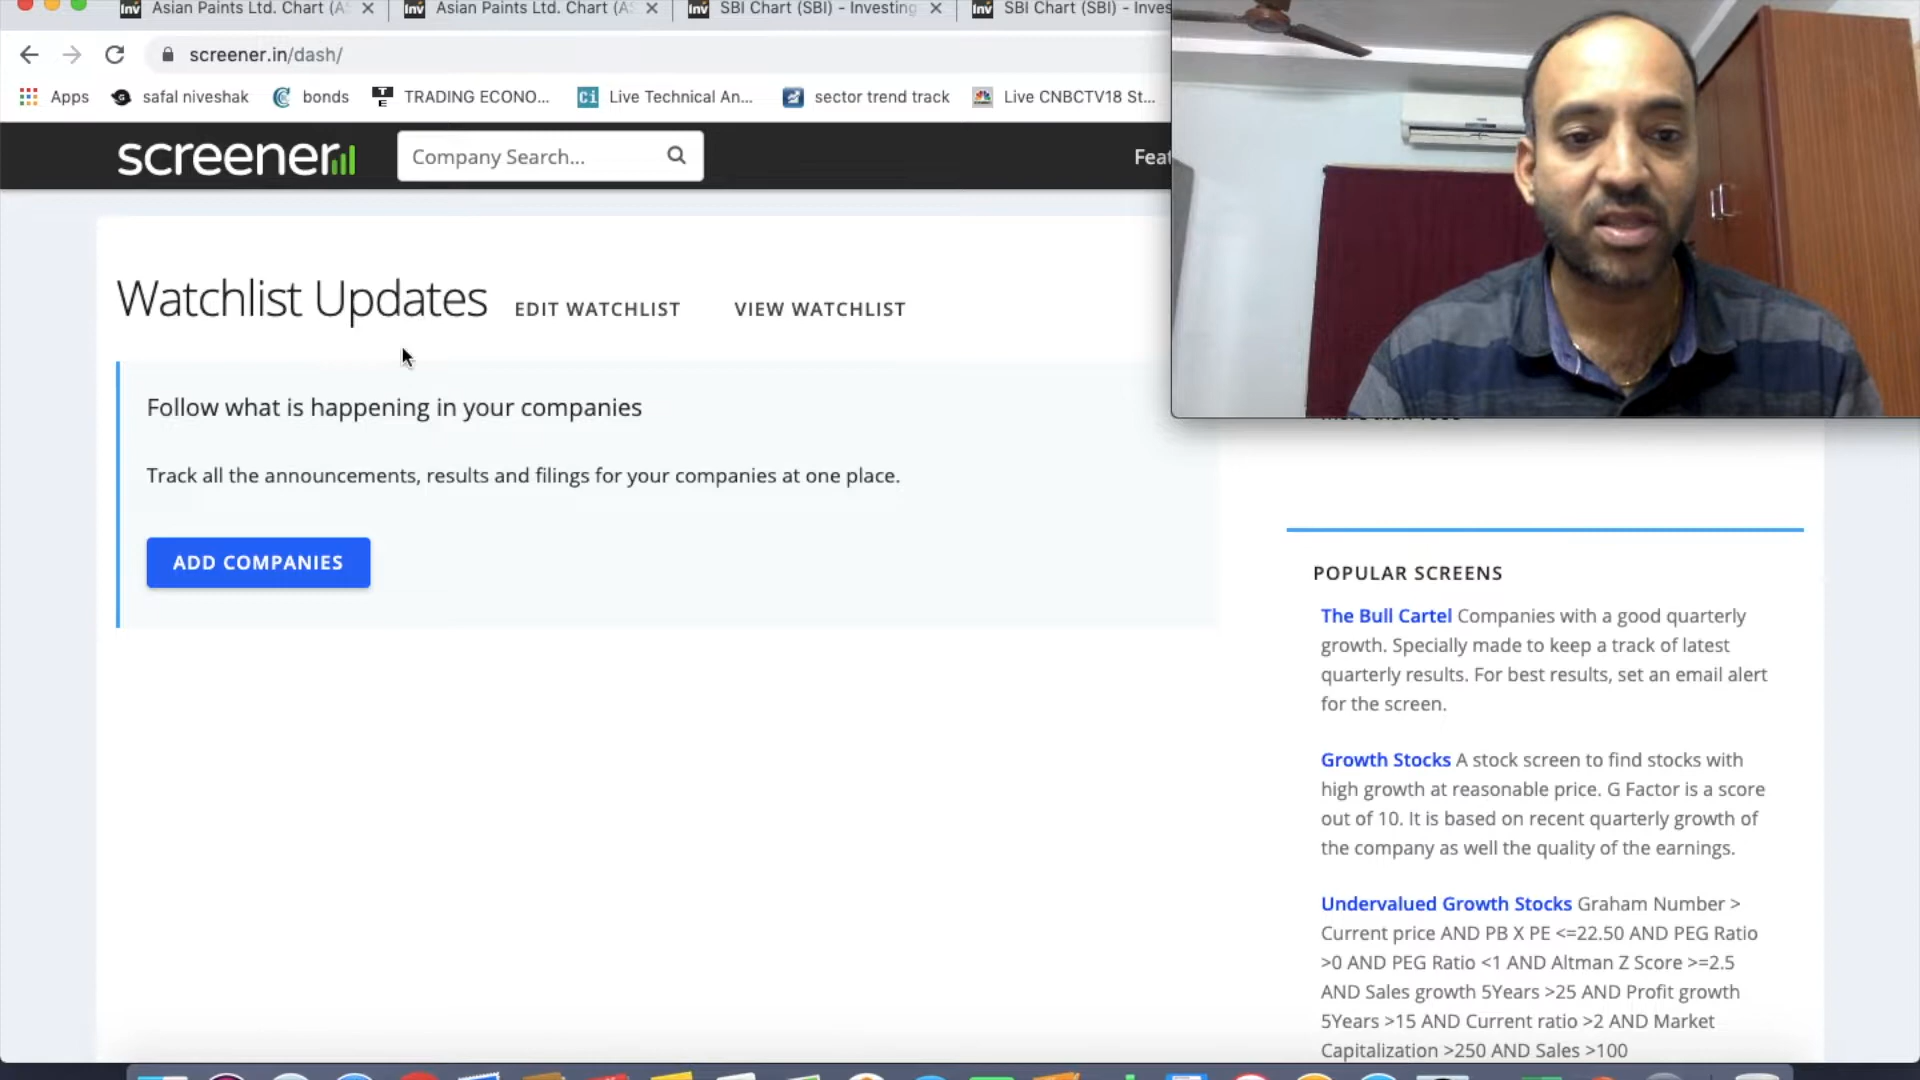 Asian Paints Ltd. Chart (A
Asian Paints Ltd. Chart (A
SBI Chart (SBI) - Investing
SBI Chart (SBI) - Inves
screener.in/dash/
Apps
safal niveshak
bonds
TRADING ECONO...
Live Technical An...
sector trend track
Live CNBCTV18 St...
screener
Company Search...
Feat
Watchlist Updates
EDIT WATCHLIST
VIEW WATCHLIST
Follow what is happening in your companies
Track all the announcements, results and filings for your companies at one place.
ADD COMPANIES
POPULAR SCREENS
The Bull Cartel Companies with a good quarterly
growth. Specially made to keep a track of latest
quarterly results. For best results, set an email alert
for the screen.
Growth Stocks A stock screen to find stocks with
high growth at reasonable price. G Factor is a score
out of 10. It is based on recent quarterly growth of
the company as well the quality of the earnings.
Undervalued Growth Stocks Graham Number >
Current price AND PB X PE <=22.50 AND PEG Ratio
>0 AND PEG Ratio <1 AND Altman Z Score >=2.5
AND Sales growth 5Years >25 AND Profit growth
5Years >15 AND Current ratio >2 AND Market
Capitalization >250 AND Sales >100